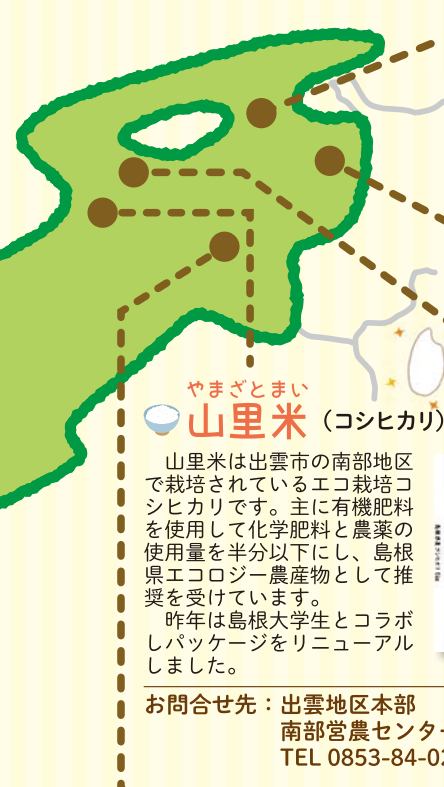 やまざとまい
山里米（コシヒカリ）
　山里米は出雲市の南部地区
で栽培されているエコ栽培コ
シヒカリです。主に有機肥料
を使用して化学肥料と農薬の
使用量を半分以下にし、島根
県エコロジー農産物として推
奨を受けています。
　昨年は島根大学生とコラボ
しパッケージをリニューアル
しました。
お問合せ先：出雲地区本部
南部営農センター
TEL 0853-84-02